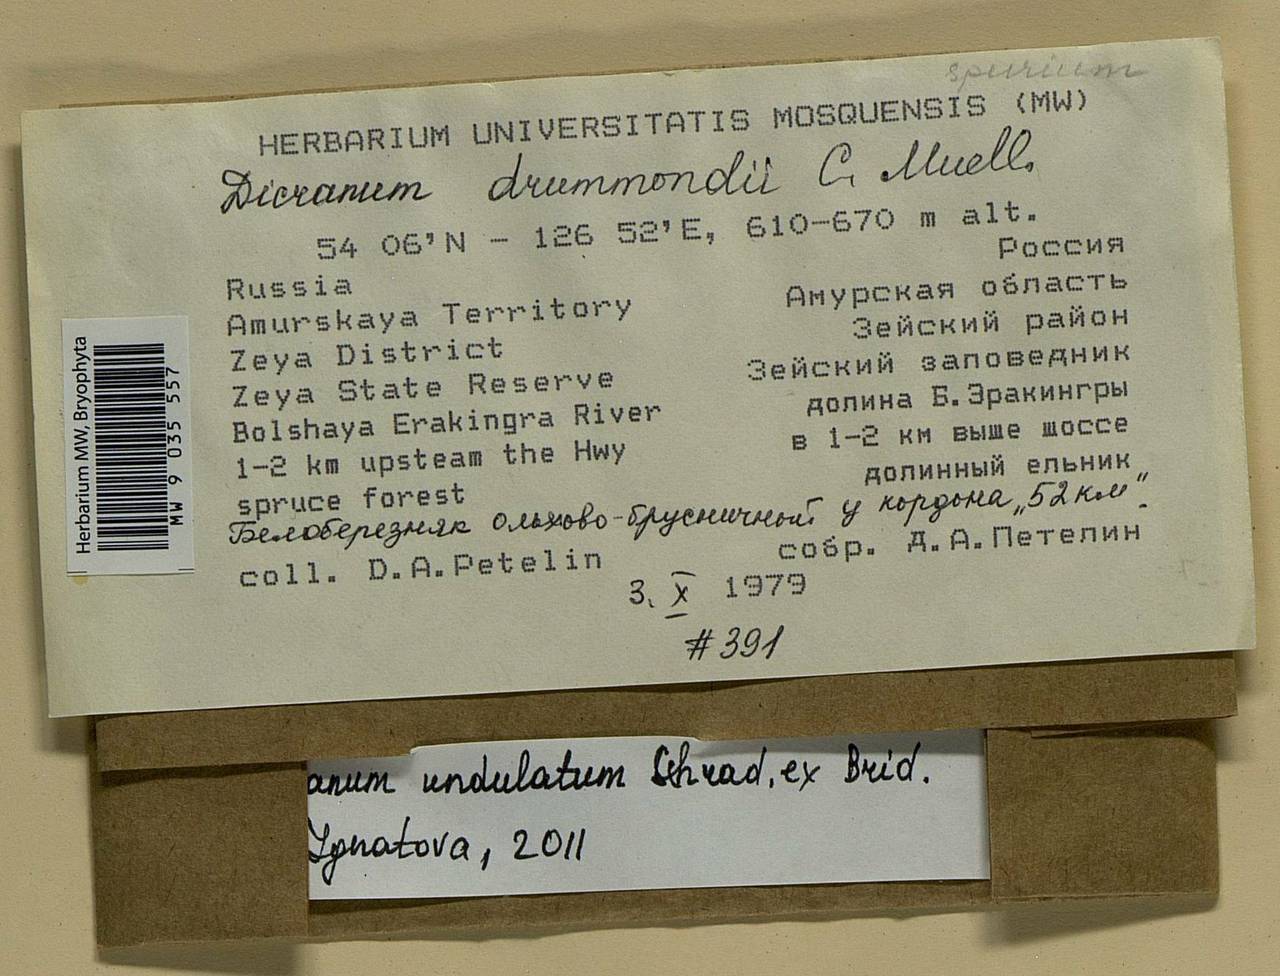 spurium
HERBARIUM UNIVERSITATIS MOSQUENSIS (MW)
Dicranum drummondii C. Muell.
54 06'N - 126 52'E, 610-670 m alt.
Russia
Amurskaya Territory
Zeya District
Zeya State Reserve
Bolshaya Erakingra River
1-2 km upsteam the Hwy
spruce forest
Россия
Амурская область
Зейский район
Зейский заповедник
долина Б.Эракингры
в 1-2 км выше шоссе
долинный ельник
Белоберезняк ольхово-брусничной у кордона „52 км".
coll. D.A.Petelin
собр. Д.А.Петелин
3. X 1979
#391
Herbarium MW, Bryophyta
MW 9 035 557
anum undulatum Schrad. ex Brid.
Ignatova, 2011